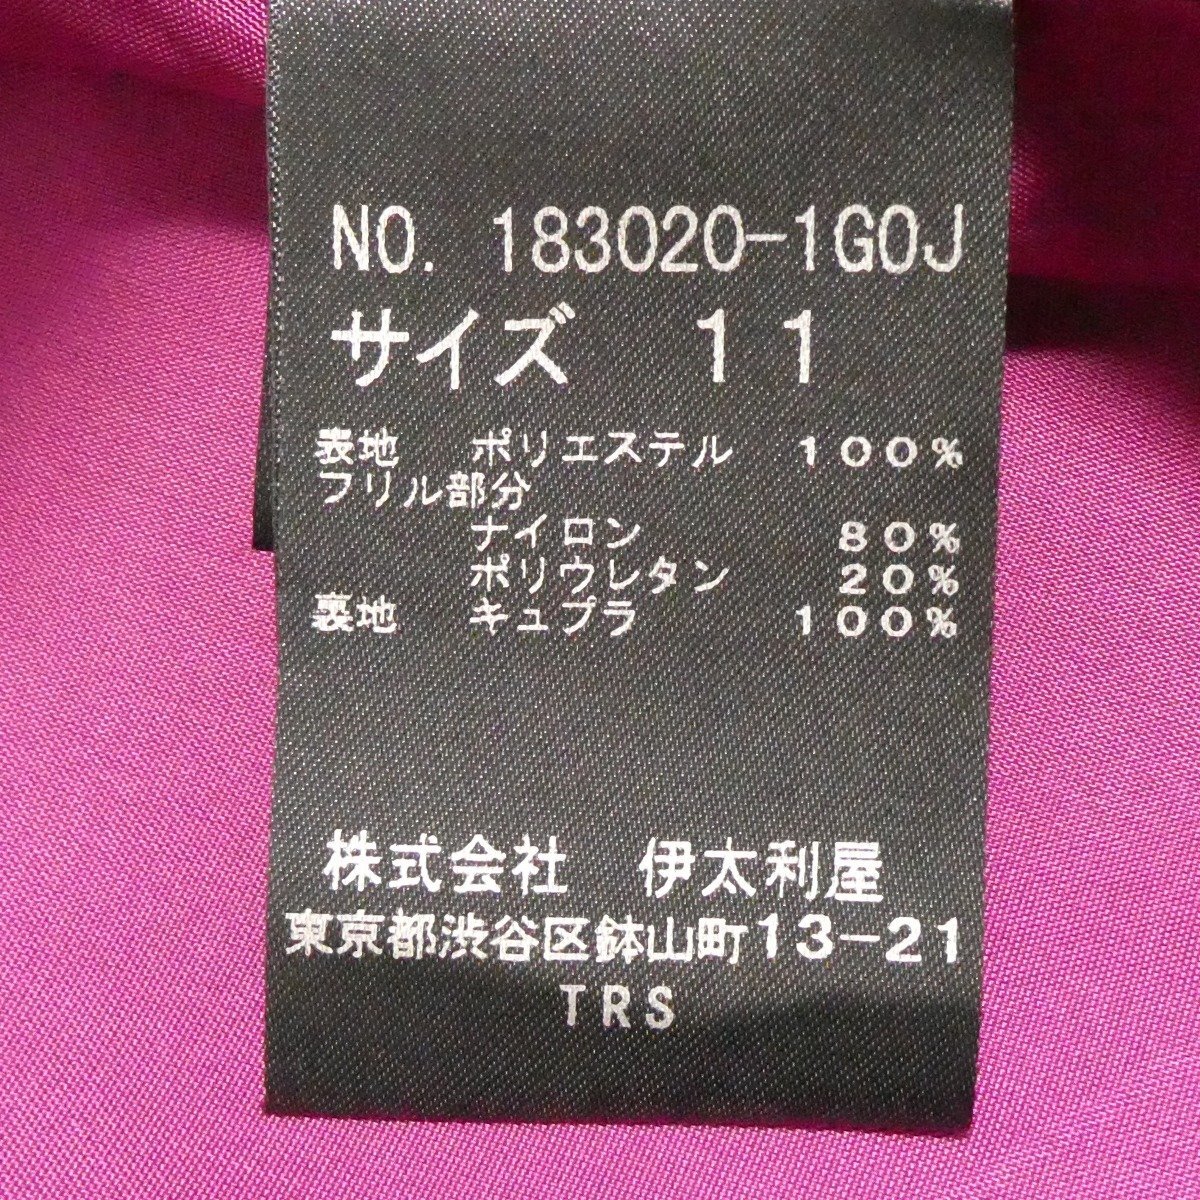 NO. 183020-1G0J
サイズ 11
表地 ポリエステル 100%
フリル部分
ナイロン 80%
ポリウレタン 20%
裏地 キュプラ 100%
株式会社 伊太利屋
東京都渋谷区鉢山町13-21
TRS